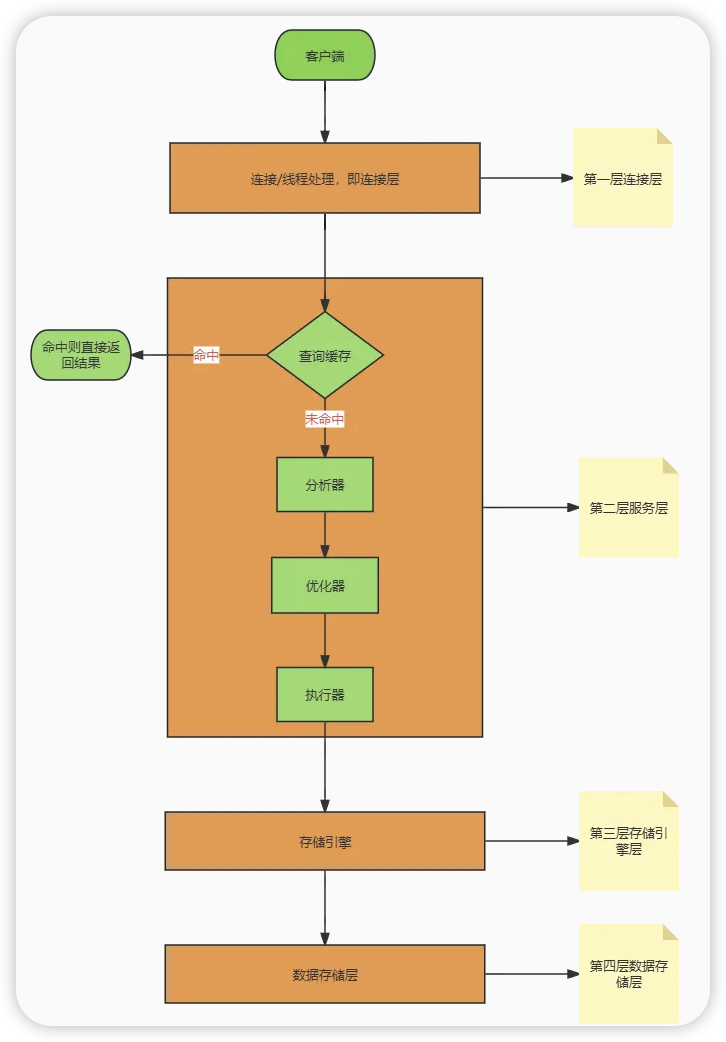 客户端
连接/线程处理，即连接层
第一层连接层
查询缓存
命中
命中则直接返
回结果
未命中
分析器
第二层服务层
优化器
执行器
存储引擎
第三层存储引
擎层
数据存储层
第四层数据存
储层